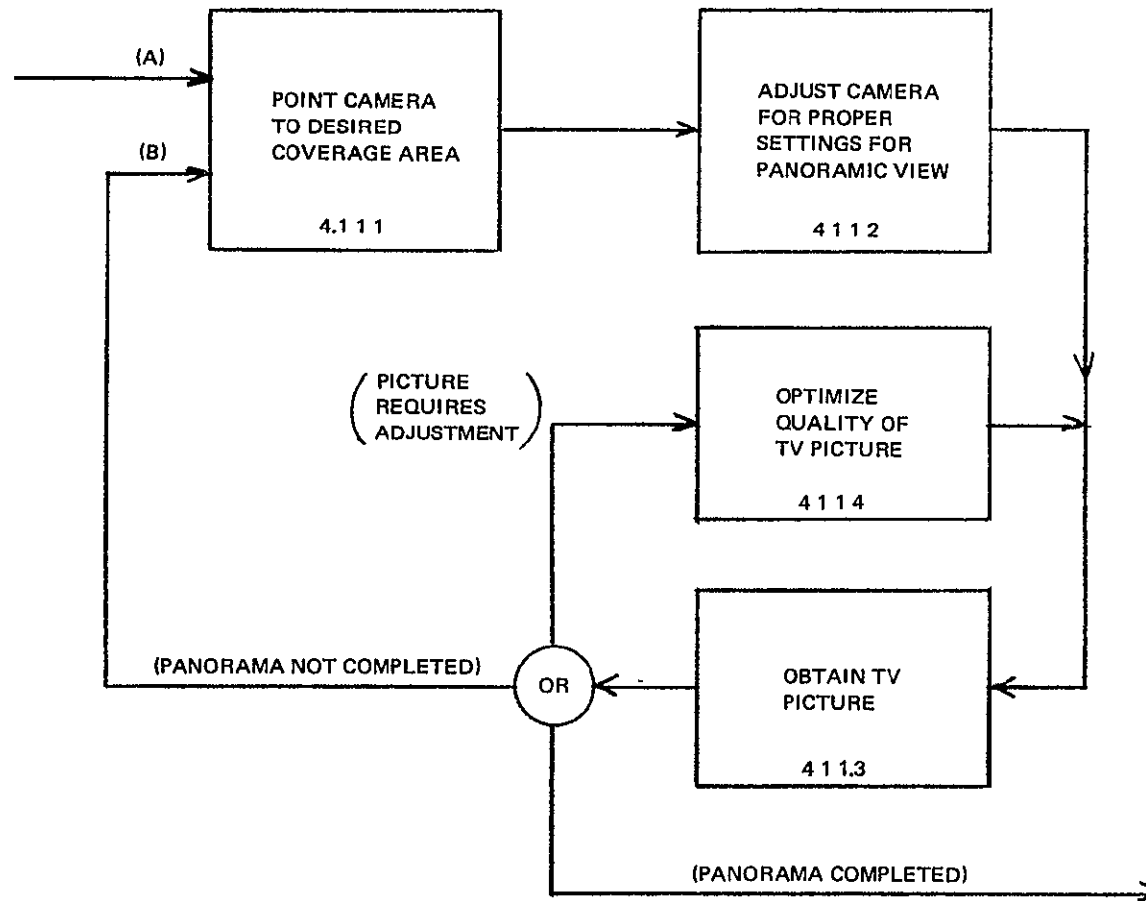 (A)
POINT CAMERA
TO DESIRED
COVERAGE AREA
4.1 1 1
(B)
ADJUST CAMERA
FOR PROPER
SETTINGS FOR
PANORAMIC VIEW
4 1 1 2
(PICTURE
REQUIRES
ADJUSTMENT)
OPTIMIZE
QUALITY OF
TV PICTURE
4 1 1 4
(PANORAMA NOT COMPLETED)
OR
OBTAIN TV
PICTURE
4 1 1.3
(PANORAMA COMPLETED)